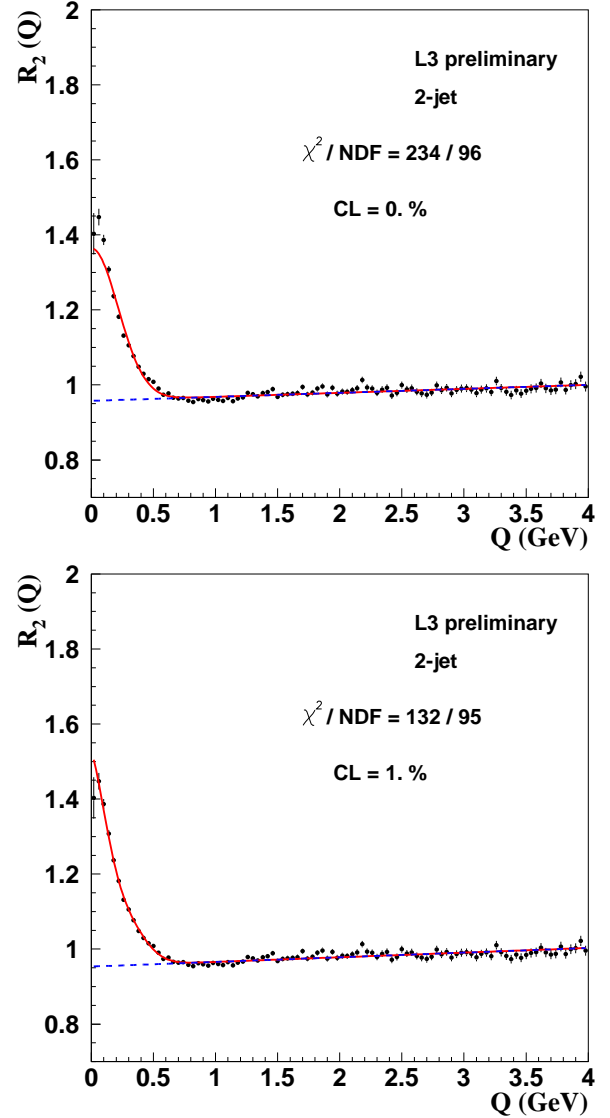 R2 (Q)
2
1.8
1.6
1.4
1.2
1
0.8
L3 preliminary
2-jet
χ2 / NDF = 234 / 96
CL = 0. %
0 0.5 1 1.5 2 2.5 3 3.5 4
Q (GeV)
R2 (Q)
2
1.8
1.6
1.4
1.2
1
0.8
L3 preliminary
2-jet
χ2 / NDF = 132 / 95
CL = 1. %
0 0.5 1 1.5 2 2.5 3 3.5 4
Q (GeV)